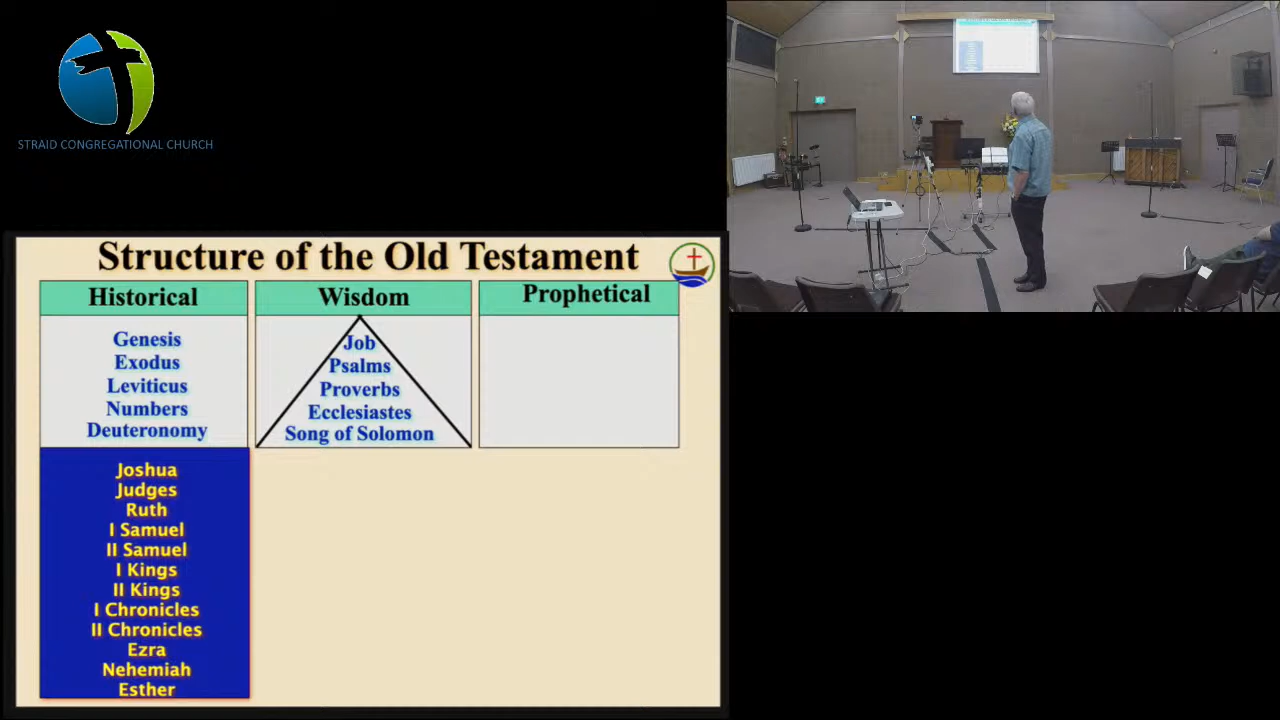 STRAID CONGREGATIONAL CHURCH
Structure of the Old Testament
Historical
Genesis
Exodus
Leviticus
Numbers
Deuteronomy
Joshua
Judges
Ruth
I Samuel
II Samuel
I Kings
II Kings
I Chronicles
II Chronicles
Ezra
Nehemiah
Esther
Wisdom
Job
Psalms
Proverbs
Ecclesiastes
Song of Solomon
Prophetical